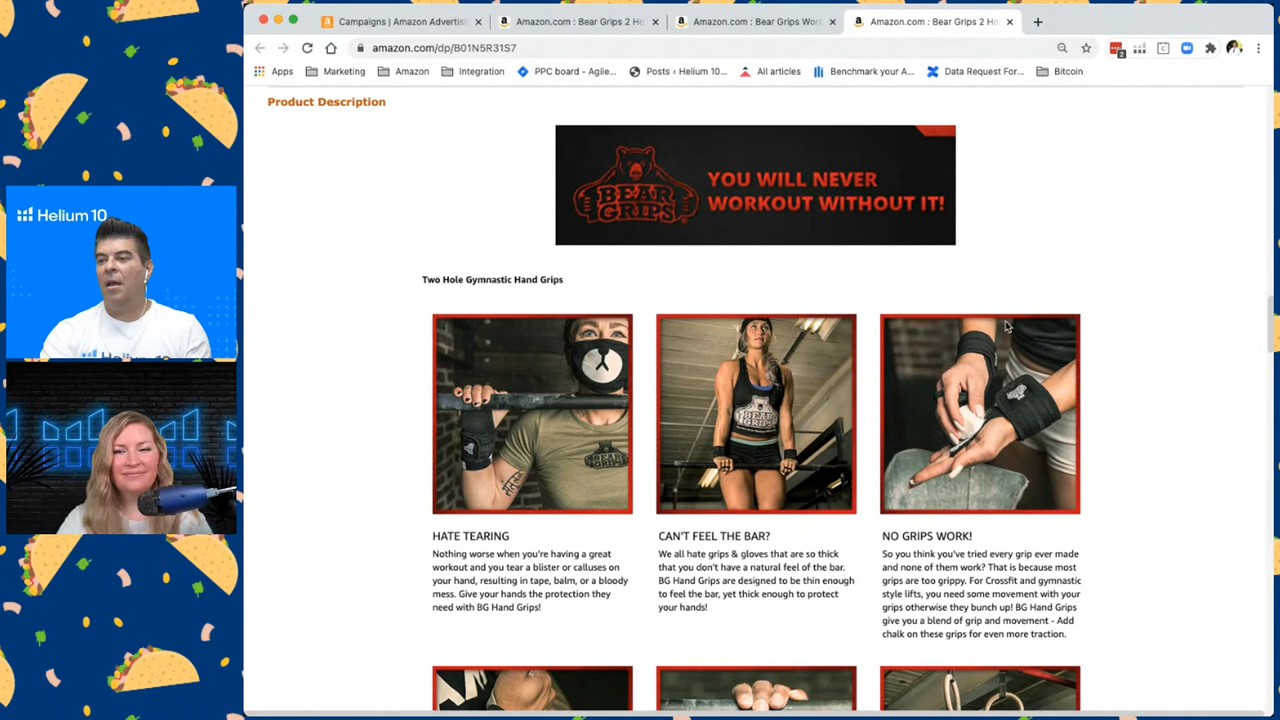 Campaigns | Amazon Advertisi
Amazon.com : Bear Grips 2 Ho
Amazon.com : Bear Grips Wor
Amazon.com : Bear Grips 2 Ho
amazon.com/dp/B01N5R31S7
2
Apps
Marketing
Amazon
Integration
PPC board - Agile...
Posts ‹ Helium 10...
All articles
Benchmark your A...
Data Request For...
Bitcoin
Product Description
BEAR
GRIPS
YOU WILL NEVER
WORKOUT WITHOUT IT!
Helium 10
Two Hole Gymnastic Hand Grips
BEAR
GRIPS
BEAR
GRIPS
HATE TEARING
Nothing worse when you're having a great
workout and you tear a blister or calluses on
your hand, resulting in tape, balm, or a bloody
mess. Give your hands the protection they
need with BG Hand Grips!
CAN'T FEEL THE BAR?
We all hate grips & gloves that are so thick
that you don't have a natural feel of the bar.
BG Hand Grips are designed to be thin enough
to feel the bar, yet thick enough to protect
your hands!
NO GRIPS WORK!
So you think you've tried every grip ever made
and none of them work? That is because most
grips are too grippy. For Crossfit and gymnastic
style lifts, you need some movement with your
grips otherwise they bunch up! BG Hand Grips
give you a blend of grip and movement - Add
chalk on these grips for even more traction.